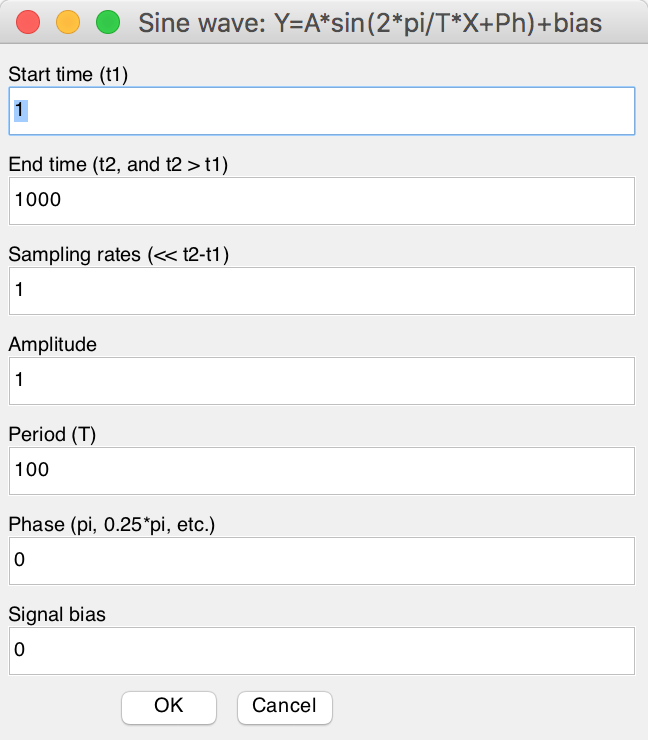 Sine wave: Y=A*sin(2*pi/T*X+Ph)+bias
Start time (t1)
1
End time (t2, and t2 > t1)
1000
Sampling rates (<< t2-t1)
1
Amplitude
1
Period (T)
100
Phase (pi, 0.25*pi, etc.)
0
Signal bias
0
OK Cancel